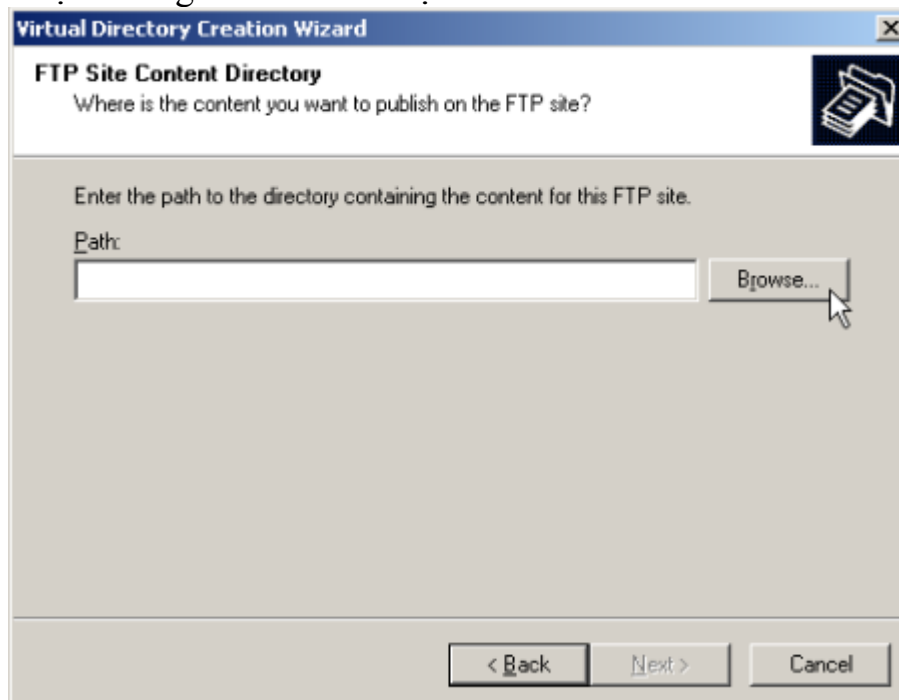 Virtual Directory Creation Wizard
FTP Site Content Directory
Where is the content you want to publish on the FTP site?
Enter the path to the directory containing the content for this FTP site.
Path:
Browse...
< Back Next > Cancel